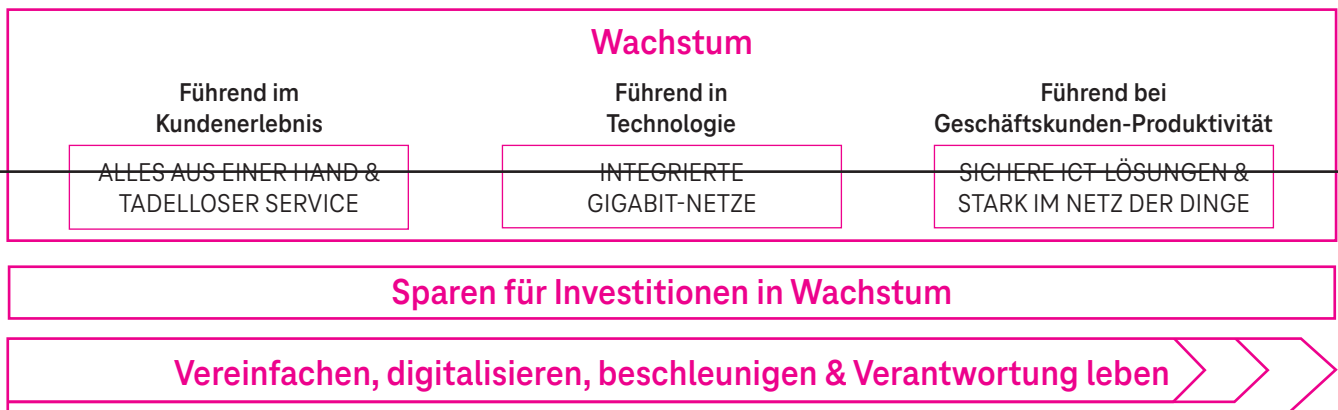 Wachstum
Führend im
Kundenerlebnis
ALLES AUS EINER HAND &
TADELLOSER SERVICE
Führend in
Technologie
INTEGRIERTE
GIGABIT-NETZE
Führend bei
Geschäftskunden-Produktivität
SICHERE ICT-LÖSUNGEN &
STARK IM NETZ DER DINGE
Sparen für Investitionen in Wachstum
Vereinfachen, digitalisieren, beschleunigen & Verantwortung leben